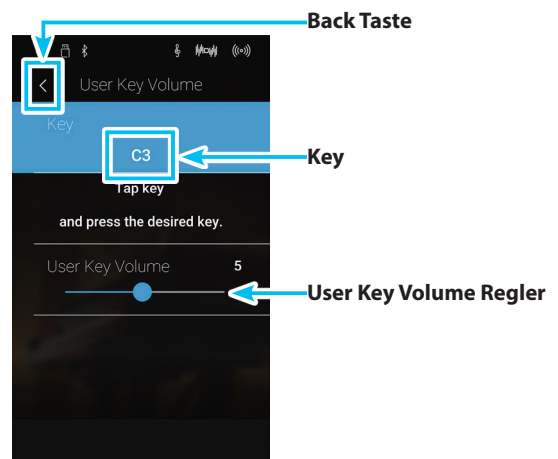 Back Taste
User Key Volume
Key
C3
Key
Tap key
and press the desired key.
User Key Volume 5
User Key Volume Regler